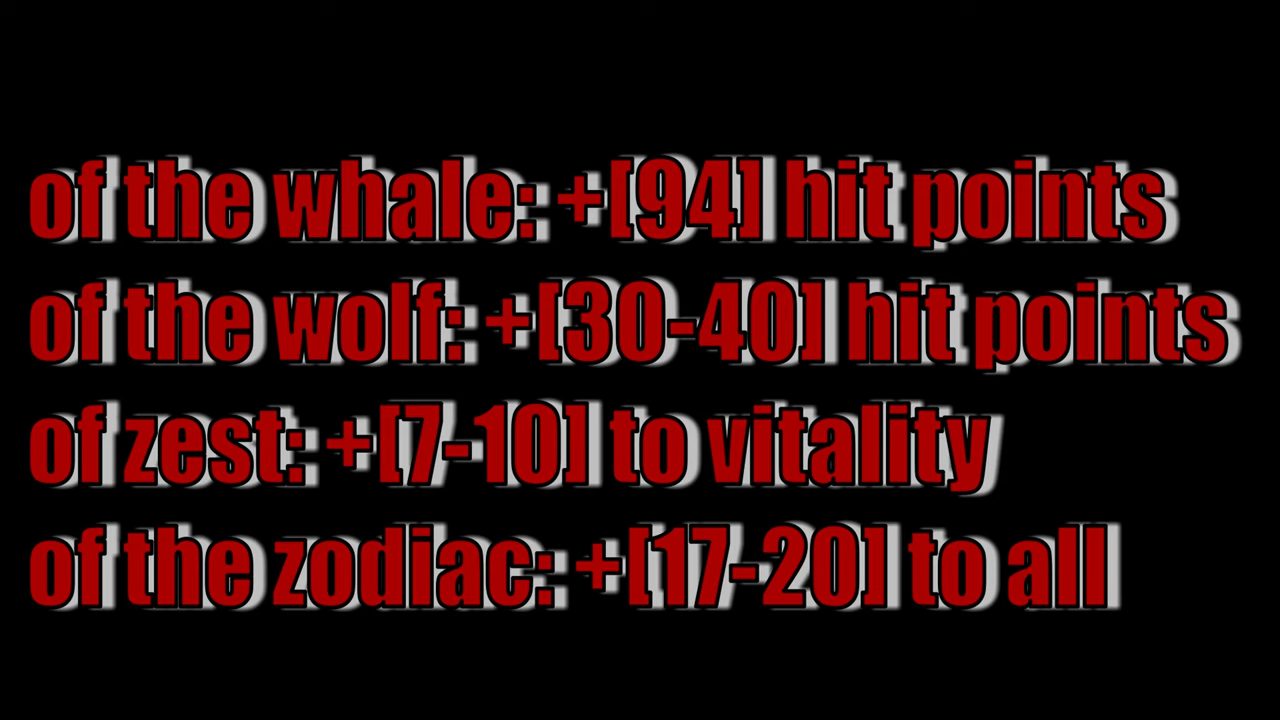 of the whale: +[94] hit points
of the wolf: +[30-40] hit points
of zest: +[7-10] to vitality
of the zodiac: +[17-20] to all